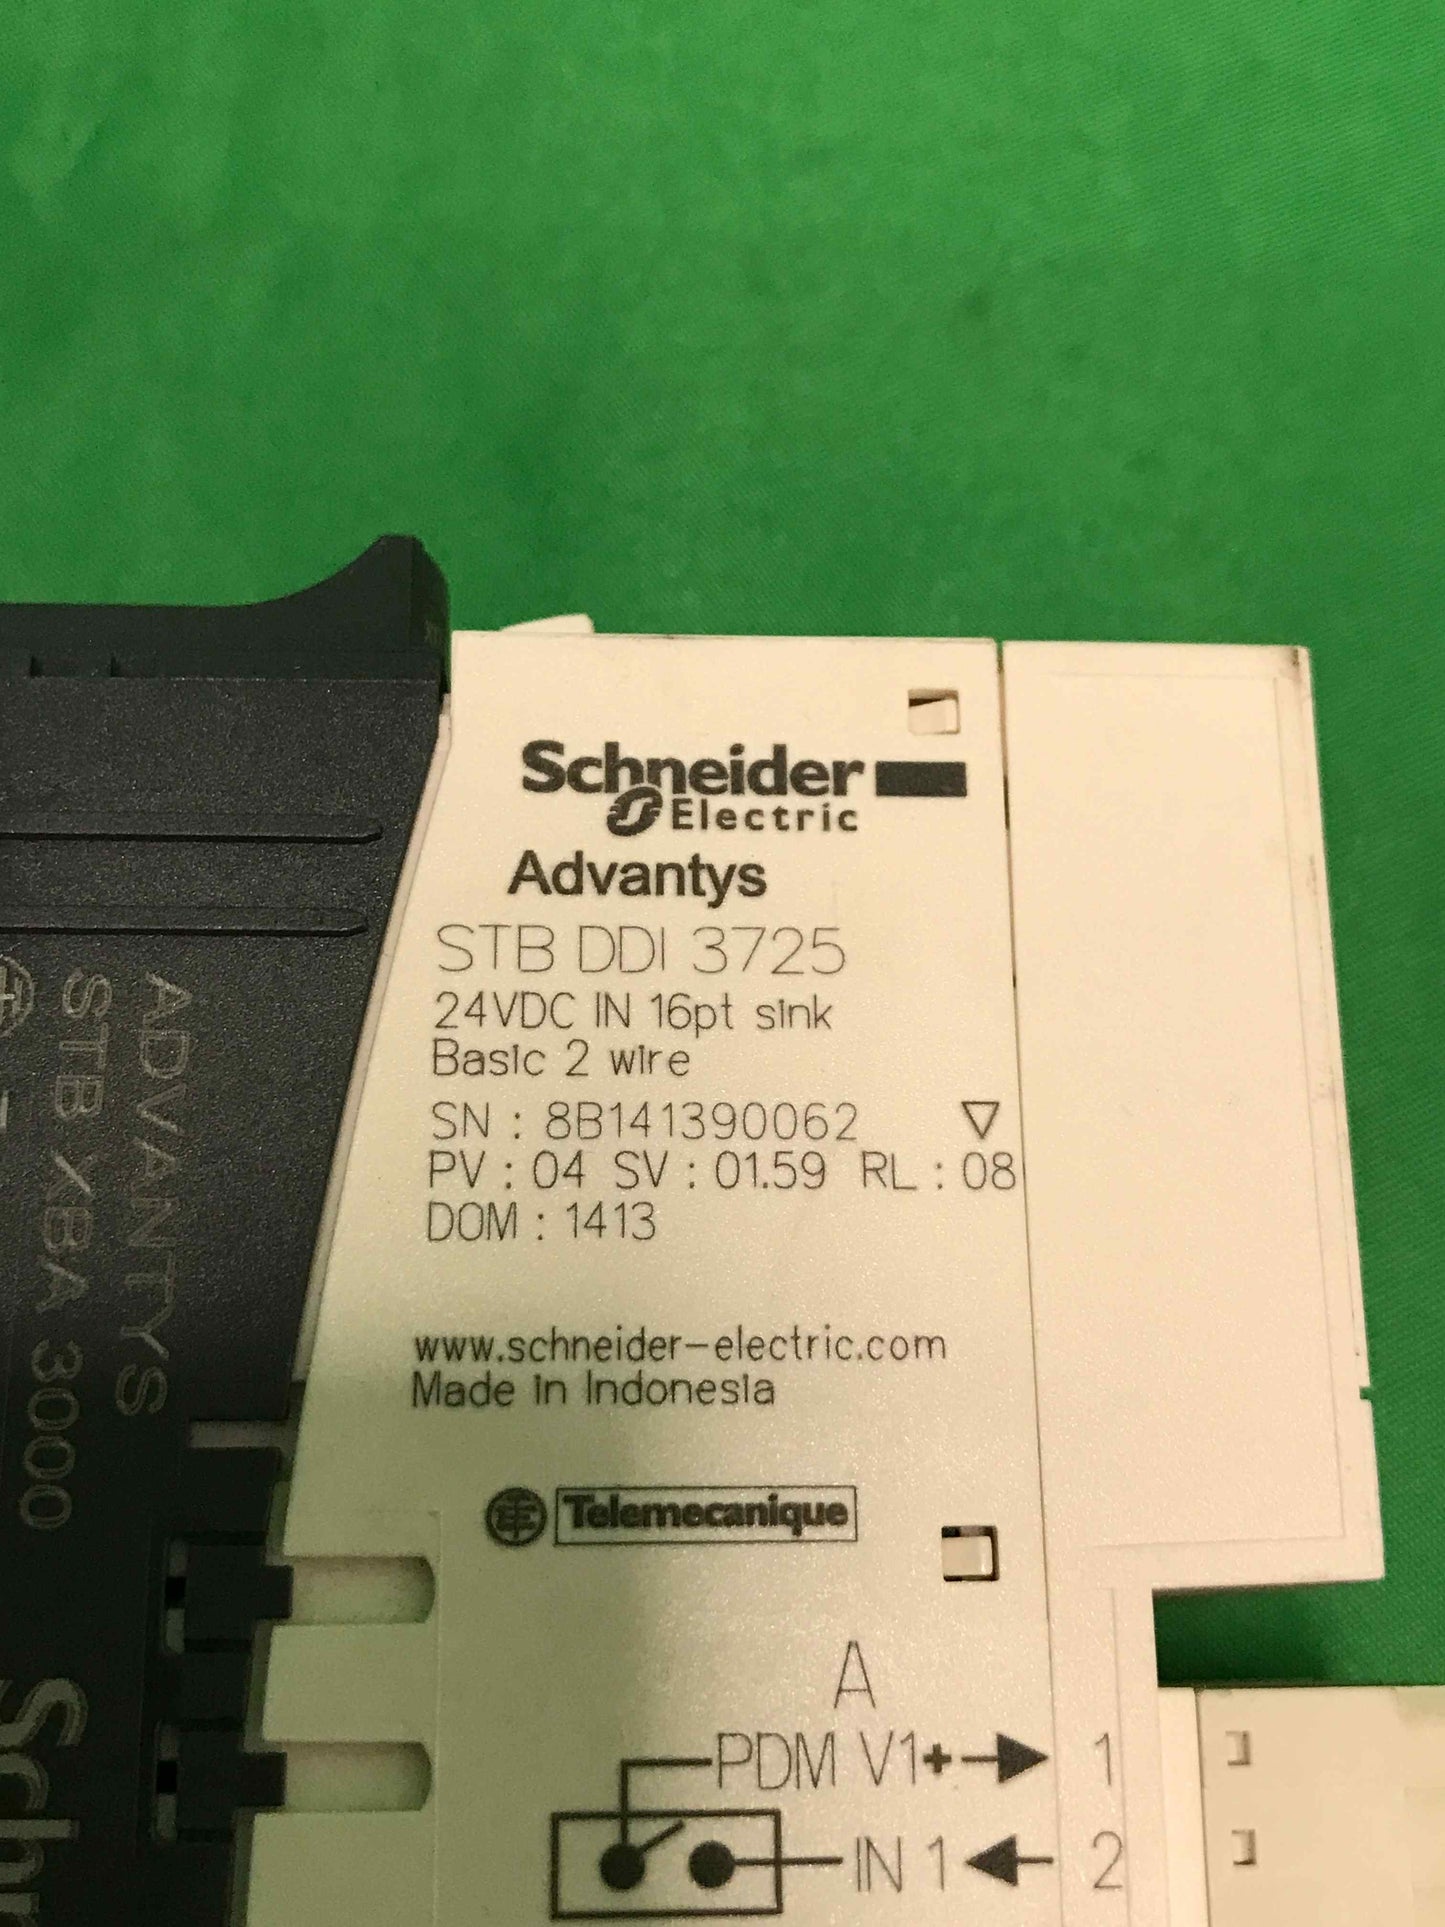 Schneider
Electric
Advantys
STB DDI 3725
24VDC IN 16pt sink
Basic 2 wire
SN : 8B141390062
PV : 04 SV : 01.59 RL : 08
DOM : 1413
www.schneider-electric.com
Made in Indonesia
Telemecanique
A
PDM V1+ 1
IN 1 2
ADVANTYS
STB XBA 3000